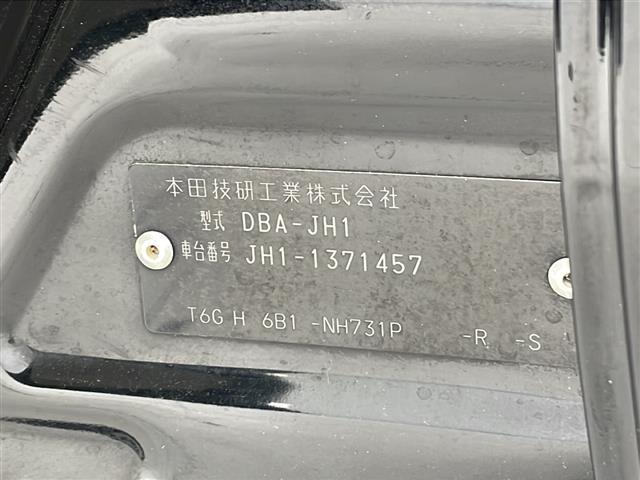 本田技研工業株式会社
型式 DBA-JH1
車台番号 JH1-1371457
T6G H 6B1 -NH731P -R -S